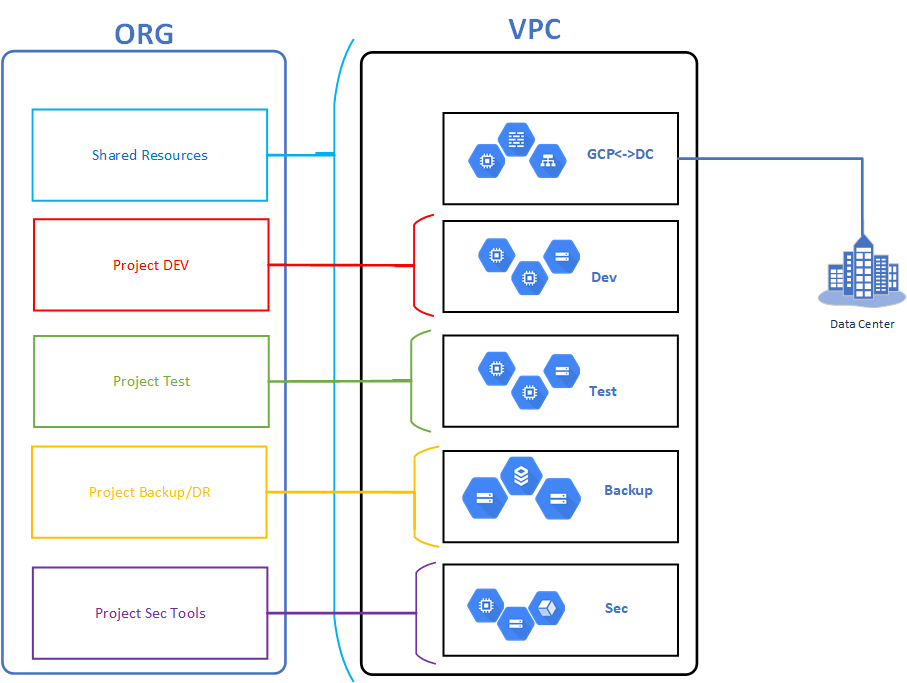 ORG
VPC
Shared Resources
GCP<->DC
Project DEV
Dev
Data Center
Project Test
Test
Project Backup/DR
Backup
Project Sec Tools
Sec